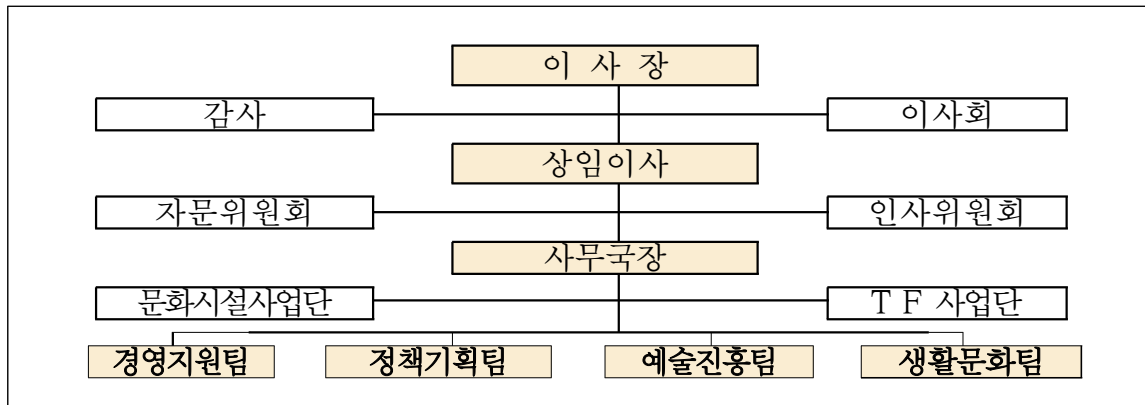 이 사 장
감사 이사회
상임이사
자문위원회 인사위원회
사무국장
문화시설사업단 T F 사업단
경영지원팀 정책기획팀 예술진흥팀 생활문화팀